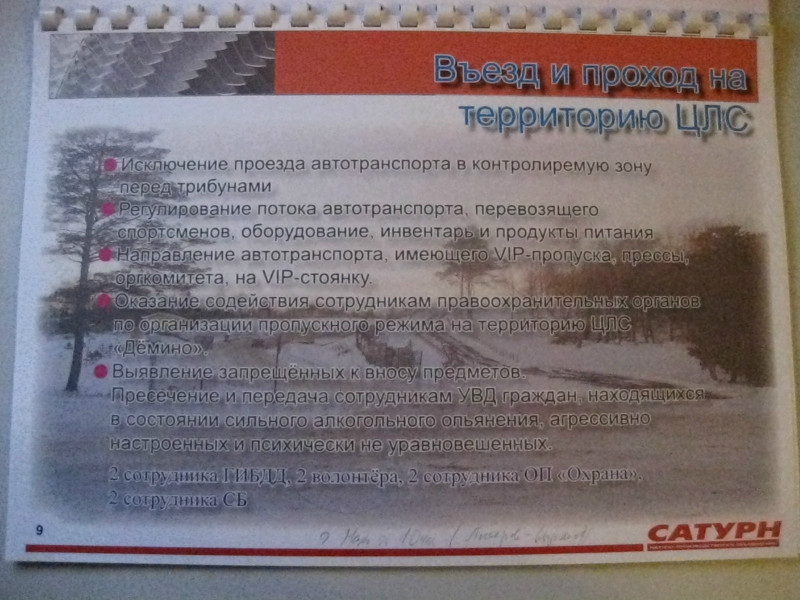 Въезд и проход на
территорию ЦЛС
Исключение проезда автотранспорта в контролиремую зону
перед трибунами
Регулирование потока автотранспорта, перевозящего
спортсменов, оборудование, инвентарь и продукты питания
Направление автотранспорта, имеющего VIP-пропуска, прессы,
оргкомитета, на VIP-стоянку.
Оказание содействия сотрудникам правоохранительных органов
по организации пропускного режима на территорию ЦЛС
«Дёмино».
Выявление запрещённых к вносу предметов.
Пресечение и передача сотрудникам УВД граждан, находящихся
в состоянии сильного алкогольного опьянения, агрессивно
настроенных и психически не уравновешенных.
2 сотрудника ГИБДД, 2 волонтёра, 2 сотрудника ОП «Охрана».
2 сотрудника СБ
9
САТУРН